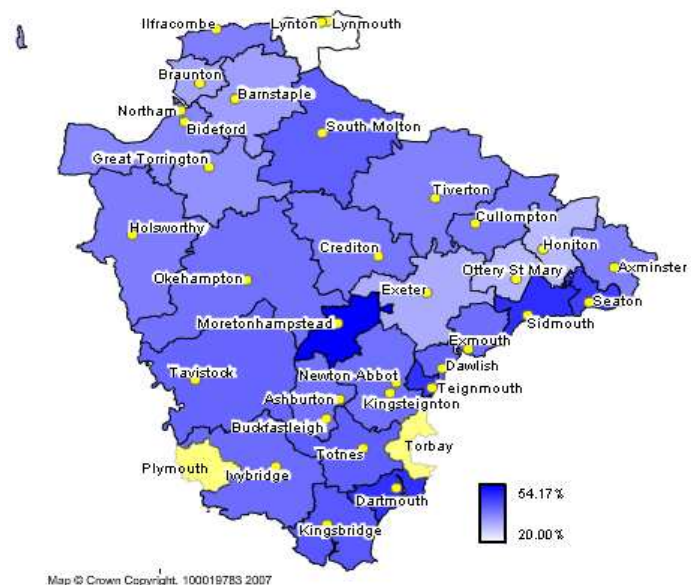 Ilfracombe
Lynton
Lynmouth
Braunton
Barnstaple
Northam
Bideford
South Molton
Great Torrington
Tiverton
Cullompton
Holsworthy
Crediton
Honiton
Okehampton
Ottery St Mary
Axminster
Exeter
Seaton
Moretonhampstead
Sidmouth
Exmouth
Tavistock
Newton Abbot
Dawlish
Teignmouth
Ashburton
Kingsteignton
Buckfastleigh
Torbay
Totnes
Plymouth
Ivybridge
Dartmouth
54.17%
20.00%
Kingsbridge
Map © Crown Copyright. 100019783 2007